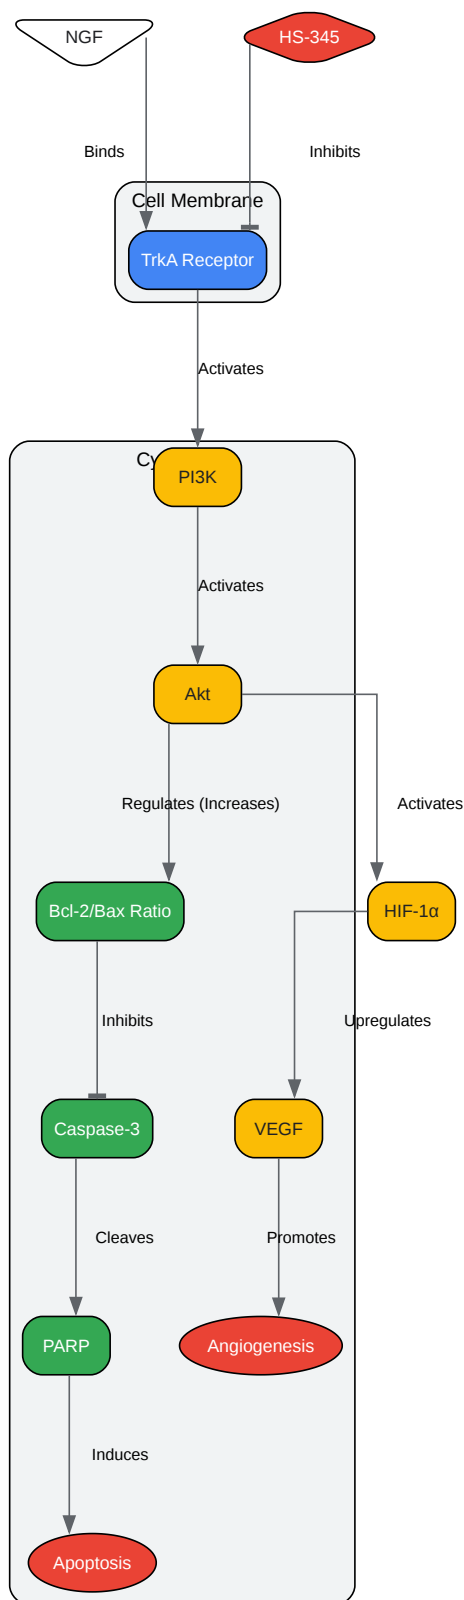 NGF
HS-345
Binds
Inhibits
Cell Membrane
TrkA Receptor
Activates
PI3K
Activates
Akt
Regulates (Increases)
Activates
Bcl-2/Bax Ratio
HIF-1α
Inhibits
Upregulates
Caspase-3
VEGF
Cleaves
Promotes
PARP
Angiogenesis
Induces
Apoptosis